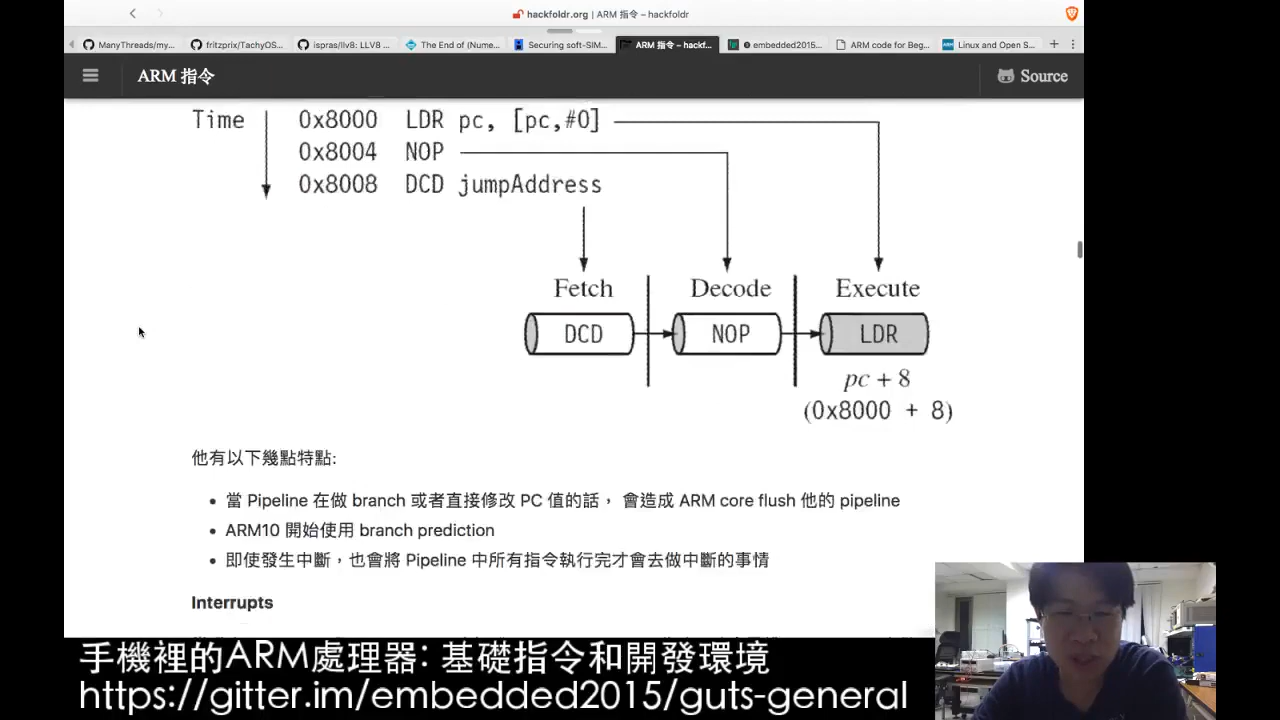 hackfoldr.org | ARM 指令 – hackfoldr
ManyThreads/my... fritzprix/TachyOS... ispras/llv8: LLV8 ... The End of (Nume... Securing soft-SIM... ARM 指令 – hackf... embedded2015... ARM code for Beg... Linux and Open S...
ARM 指令 Source
Time 0x8000 LDR pc, [pc,#0]
0x8004 NOP
0x8008 DCD jumpAddress
Fetch Decode Execute
DCD NOP LDR
pc + 8
(0x8000 + 8)
他有以下幾點特點:
• 當 Pipeline 在做 branch 或者直接修改 PC 值的話， 會造成 ARM core flush 他的 pipeline
• ARM10 開始使用 branch prediction
• 即使發生中斷，也會將 Pipeline 中所有指令執行完才會去做中斷的事情
Interrupts
手機裡的ARM處理器: 基礎指令和開發環境
https://gitter.im/embedded2015/guts-general